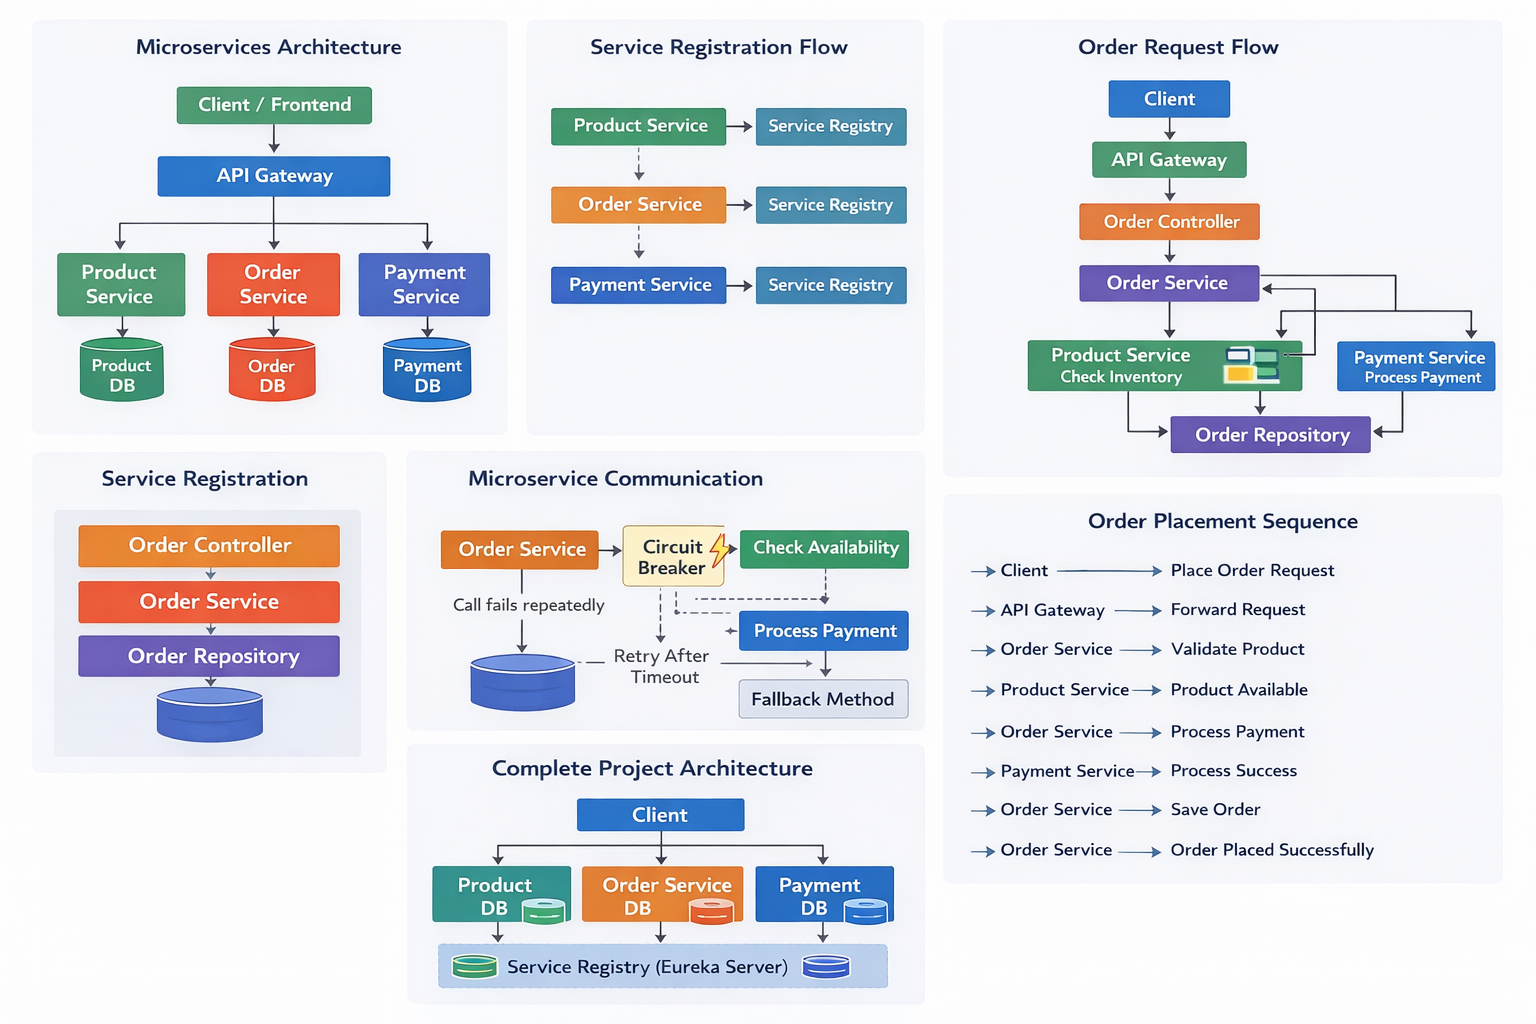 Microservices Architecture
Client / Frontend
API Gateway
Product
Service
Order
Service
Payment
Service
Product
DB
Order
DB
Payment
DB
Service Registration Flow
Product Service
Service Registry
Order Service
Service Registry
Payment Service
Service Registry
Order Request Flow
Client
API Gateway
Order Controller
Order Service
Product Service
Check Inventory
Payment Service
Process Payment
Order Repository
Service Registration
Order Controller
Order Service
Order Repository
Microservice Communication
Order Service
Circuit
Breaker
Check Availability
Call fails repeatedly
Process Payment
Retry After
Timeout
Fallback Method
Order Placement Sequence
Client Place Order Request
API Gateway Forward Request
Order Service Validate Product
Product Service Product Available
Order Service Process Payment
Payment Service Process Success
Order Service Save Order
Order Service Order Placed Successfully
Complete Project Architecture
Client
Product
DB
Order Service
DB
Payment
DB
Service Registry (Eureka Server)